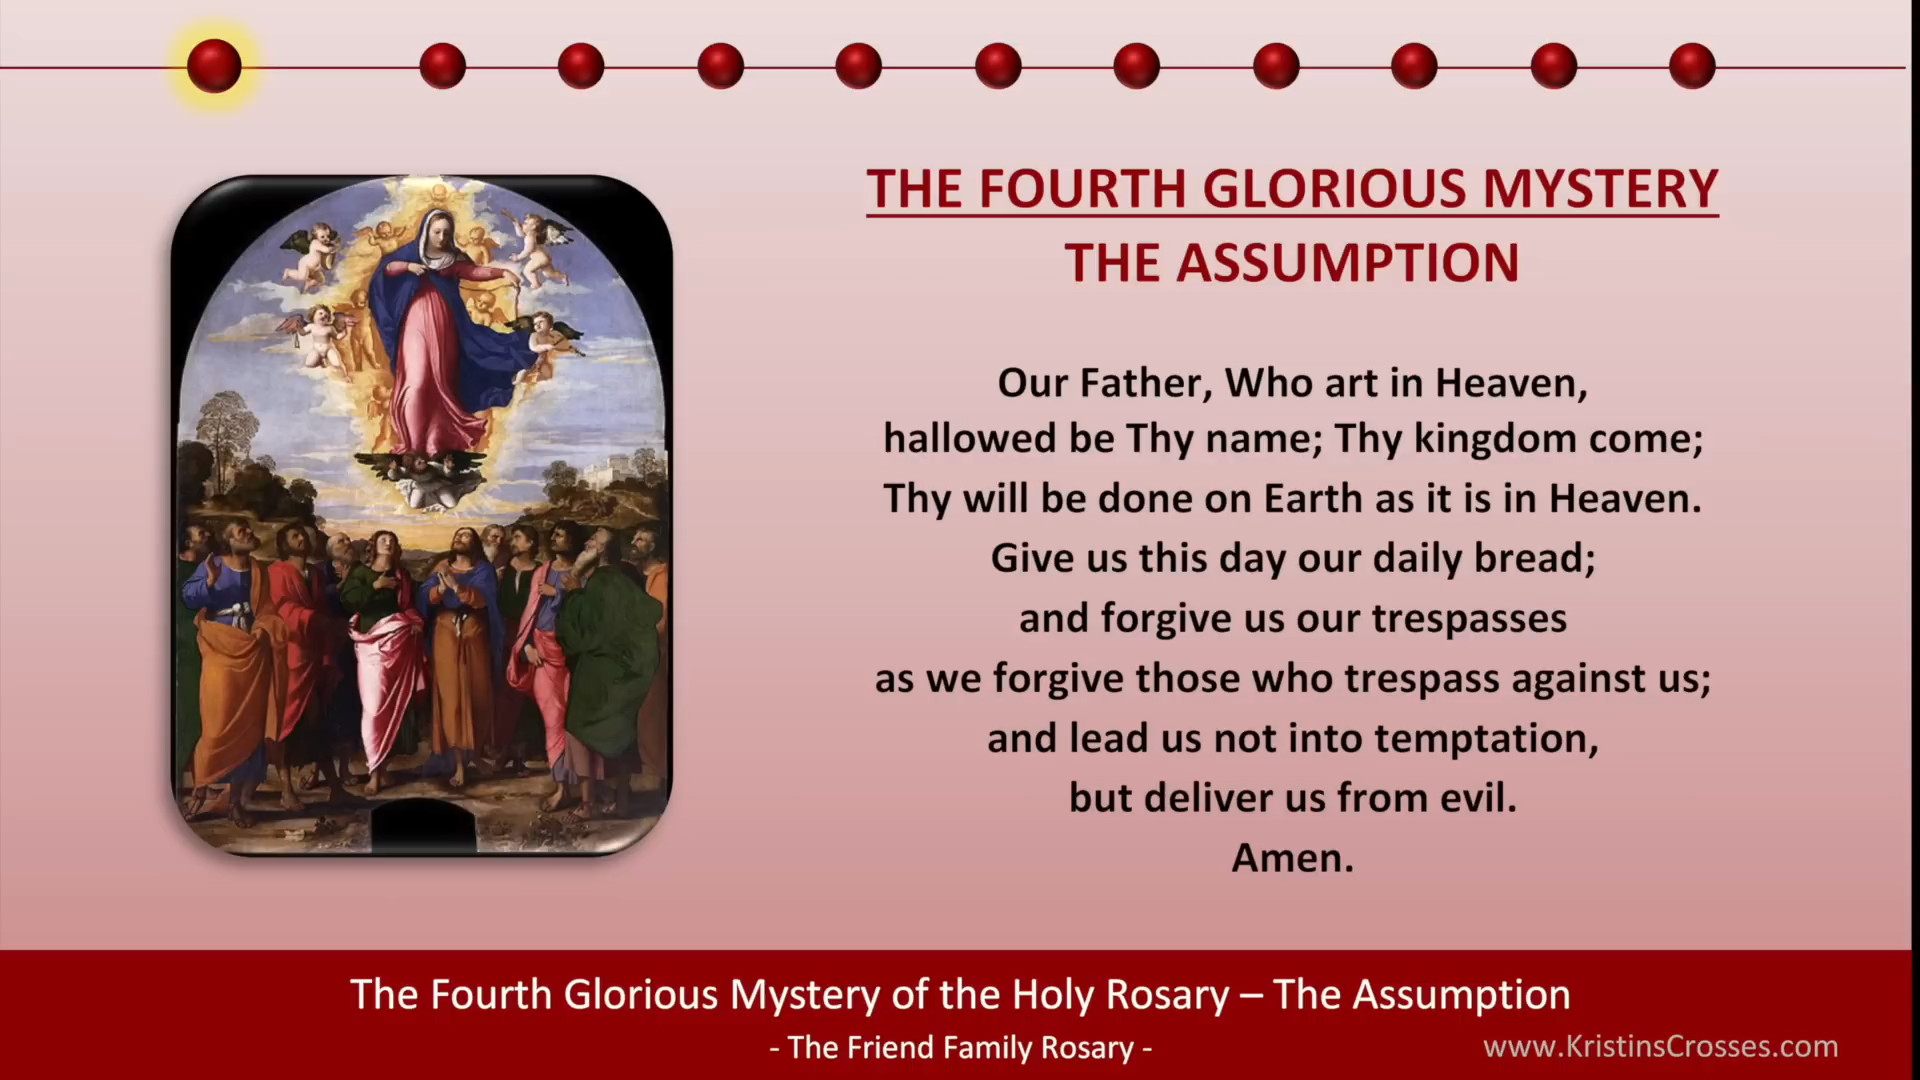 THE FOURTH GLORIOUS MYSTERY
THE ASSUMPTION
Our Father, Who art in Heaven,
hallowed be Thy name; Thy kingdom come;
Thy will be done on Earth as it is in Heaven.
Give us this day our daily bread;
and forgive us our trespasses
as we forgive those who trespass against us;
and lead us not into temptation,
but deliver us from evil.
Amen.
The Fourth Glorious Mystery of the Holy Rosary – The Assumption
- The Friend Family Rosary -
www.KristinsCrosses.com